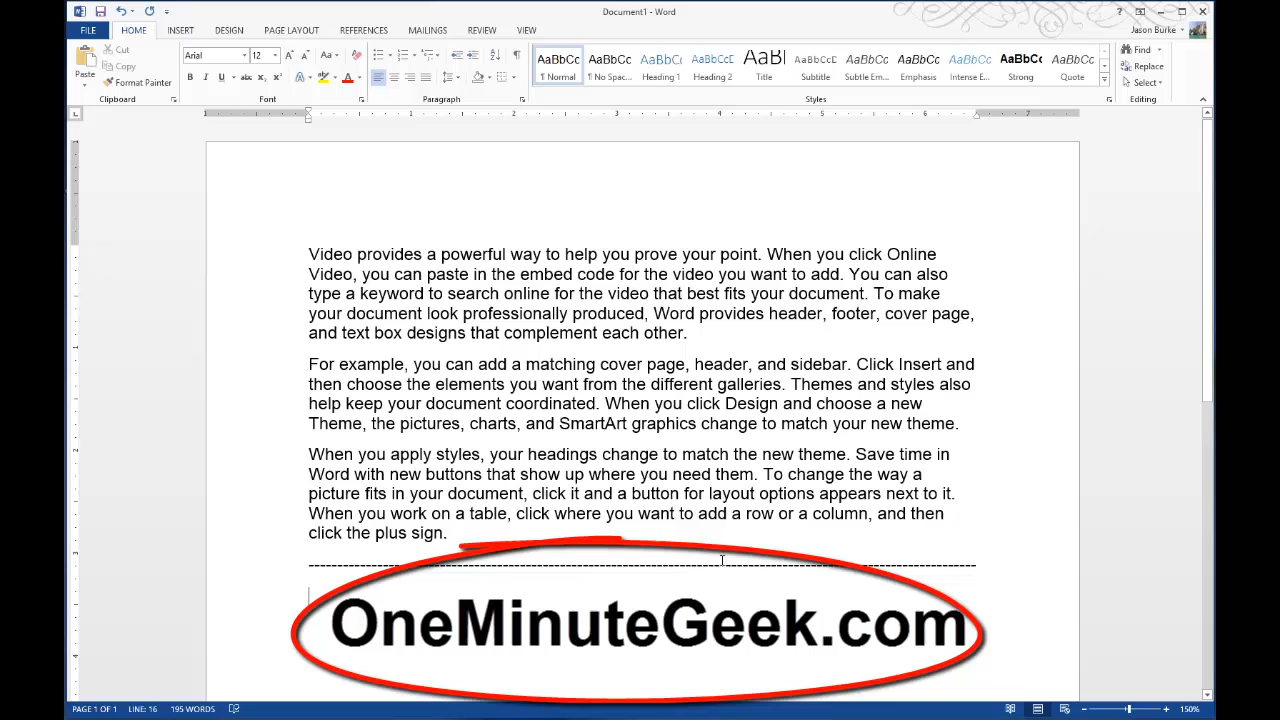 Document1 - Word
Jason Burke
FILE HOME INSERT DESIGN PAGE LAYOUT REFERENCES MAILINGS REVIEW VIEW
Paste
Cut
Copy
Format Painter
Clipboard
Arial 12
Font
Paragraph
AaBbCc AaBbCc AaBbCc AaBbCcD AaBl AaBbCcD AaBbCc AaBbCc AaBbCc AaBbCc AaBbCc
¶ Normal ¶ No Spac... Heading 1 Heading 2 Title Subtitle Subtle Em... Emphasis Intense E... Strong Quote
Styles
Find
Replace
Select
Editing
1 1 2 3 4 5 6 7
Video provides a powerful way to help you prove your point. When you click Online
Video, you can paste in the embed code for the video you want to add. You can also
type a keyword to search online for the video that best fits your document. To make
your document look professionally produced, Word provides header, footer, cover page,
and text box designs that complement each other.
For example, you can add a matching cover page, header, and sidebar. Click Insert and
then choose the elements you want from the different galleries. Themes and styles also
help keep your document coordinated. When you click Design and choose a new
Theme, the pictures, charts, and SmartArt graphics change to match your new theme.
When you apply styles, your headings change to match the new theme. Save time in
Word with new buttons that show up where you need them. To change the way a
picture fits in your document, click it and a button for layout options appears next to it.
When you work on a table, click where you want to add a row or a column, and then
click the plus sign.
OneMinuteGeek.com
PAGE 1 OF 1 LINE: 16 195 WORDS 150%